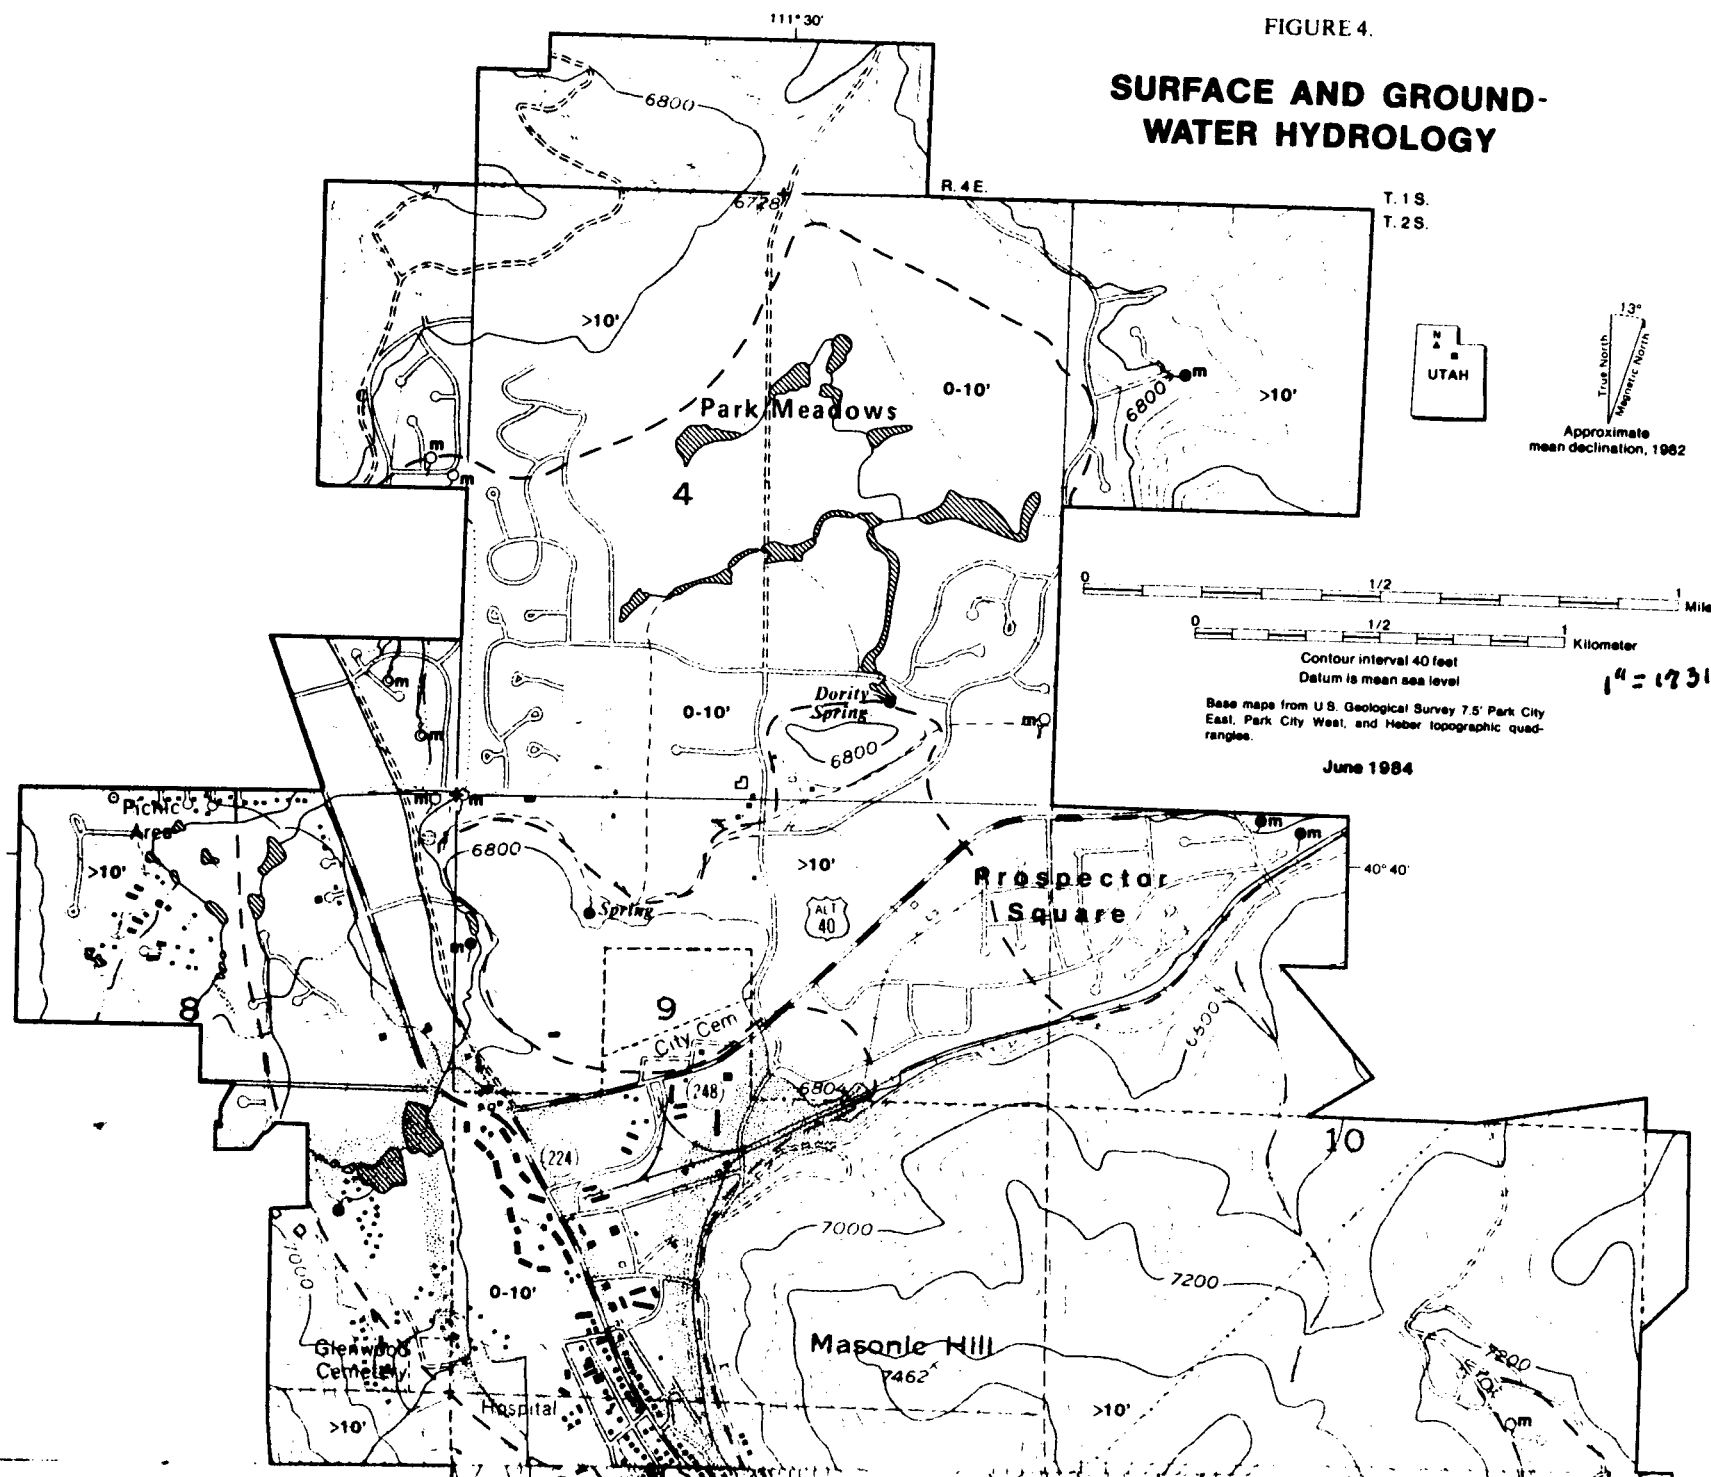 111° 30'
FIGURE 4.
SURFACE AND GROUND-
WATER HYDROLOGY
6800
R. 4 E.
T. 1 S.
T. 2 S.
6728
>10'
0-10'
Park Meadows
6800
m
>10'
N
UTAH
13°
True North
Magnetic North
Approximate
mean declination, 1982
m
m
4
0 1/2 1 Mile
0 1/2 1 Kilometer
Contour interval 40 feet
Datum is mean sea level
Base maps from U.S. Geological Survey 7.5' Park City
East, Park City West, and Heber topographic quad-
rangles.
June 1984
m
m
Dority
Spring
0-10'
6800
m
m
m
Picnic
Area
>10'
6800
>10'
Spring
ALT
40
Prospector
Square
m
m
40° 40'
m
8
9
City Cem
6800
248
6804
224
10
7000
7000
7200
0-10'
Masonic Hill
7462
Glenwood
Cemetery
7200
Hospital
>10'
>10'
m